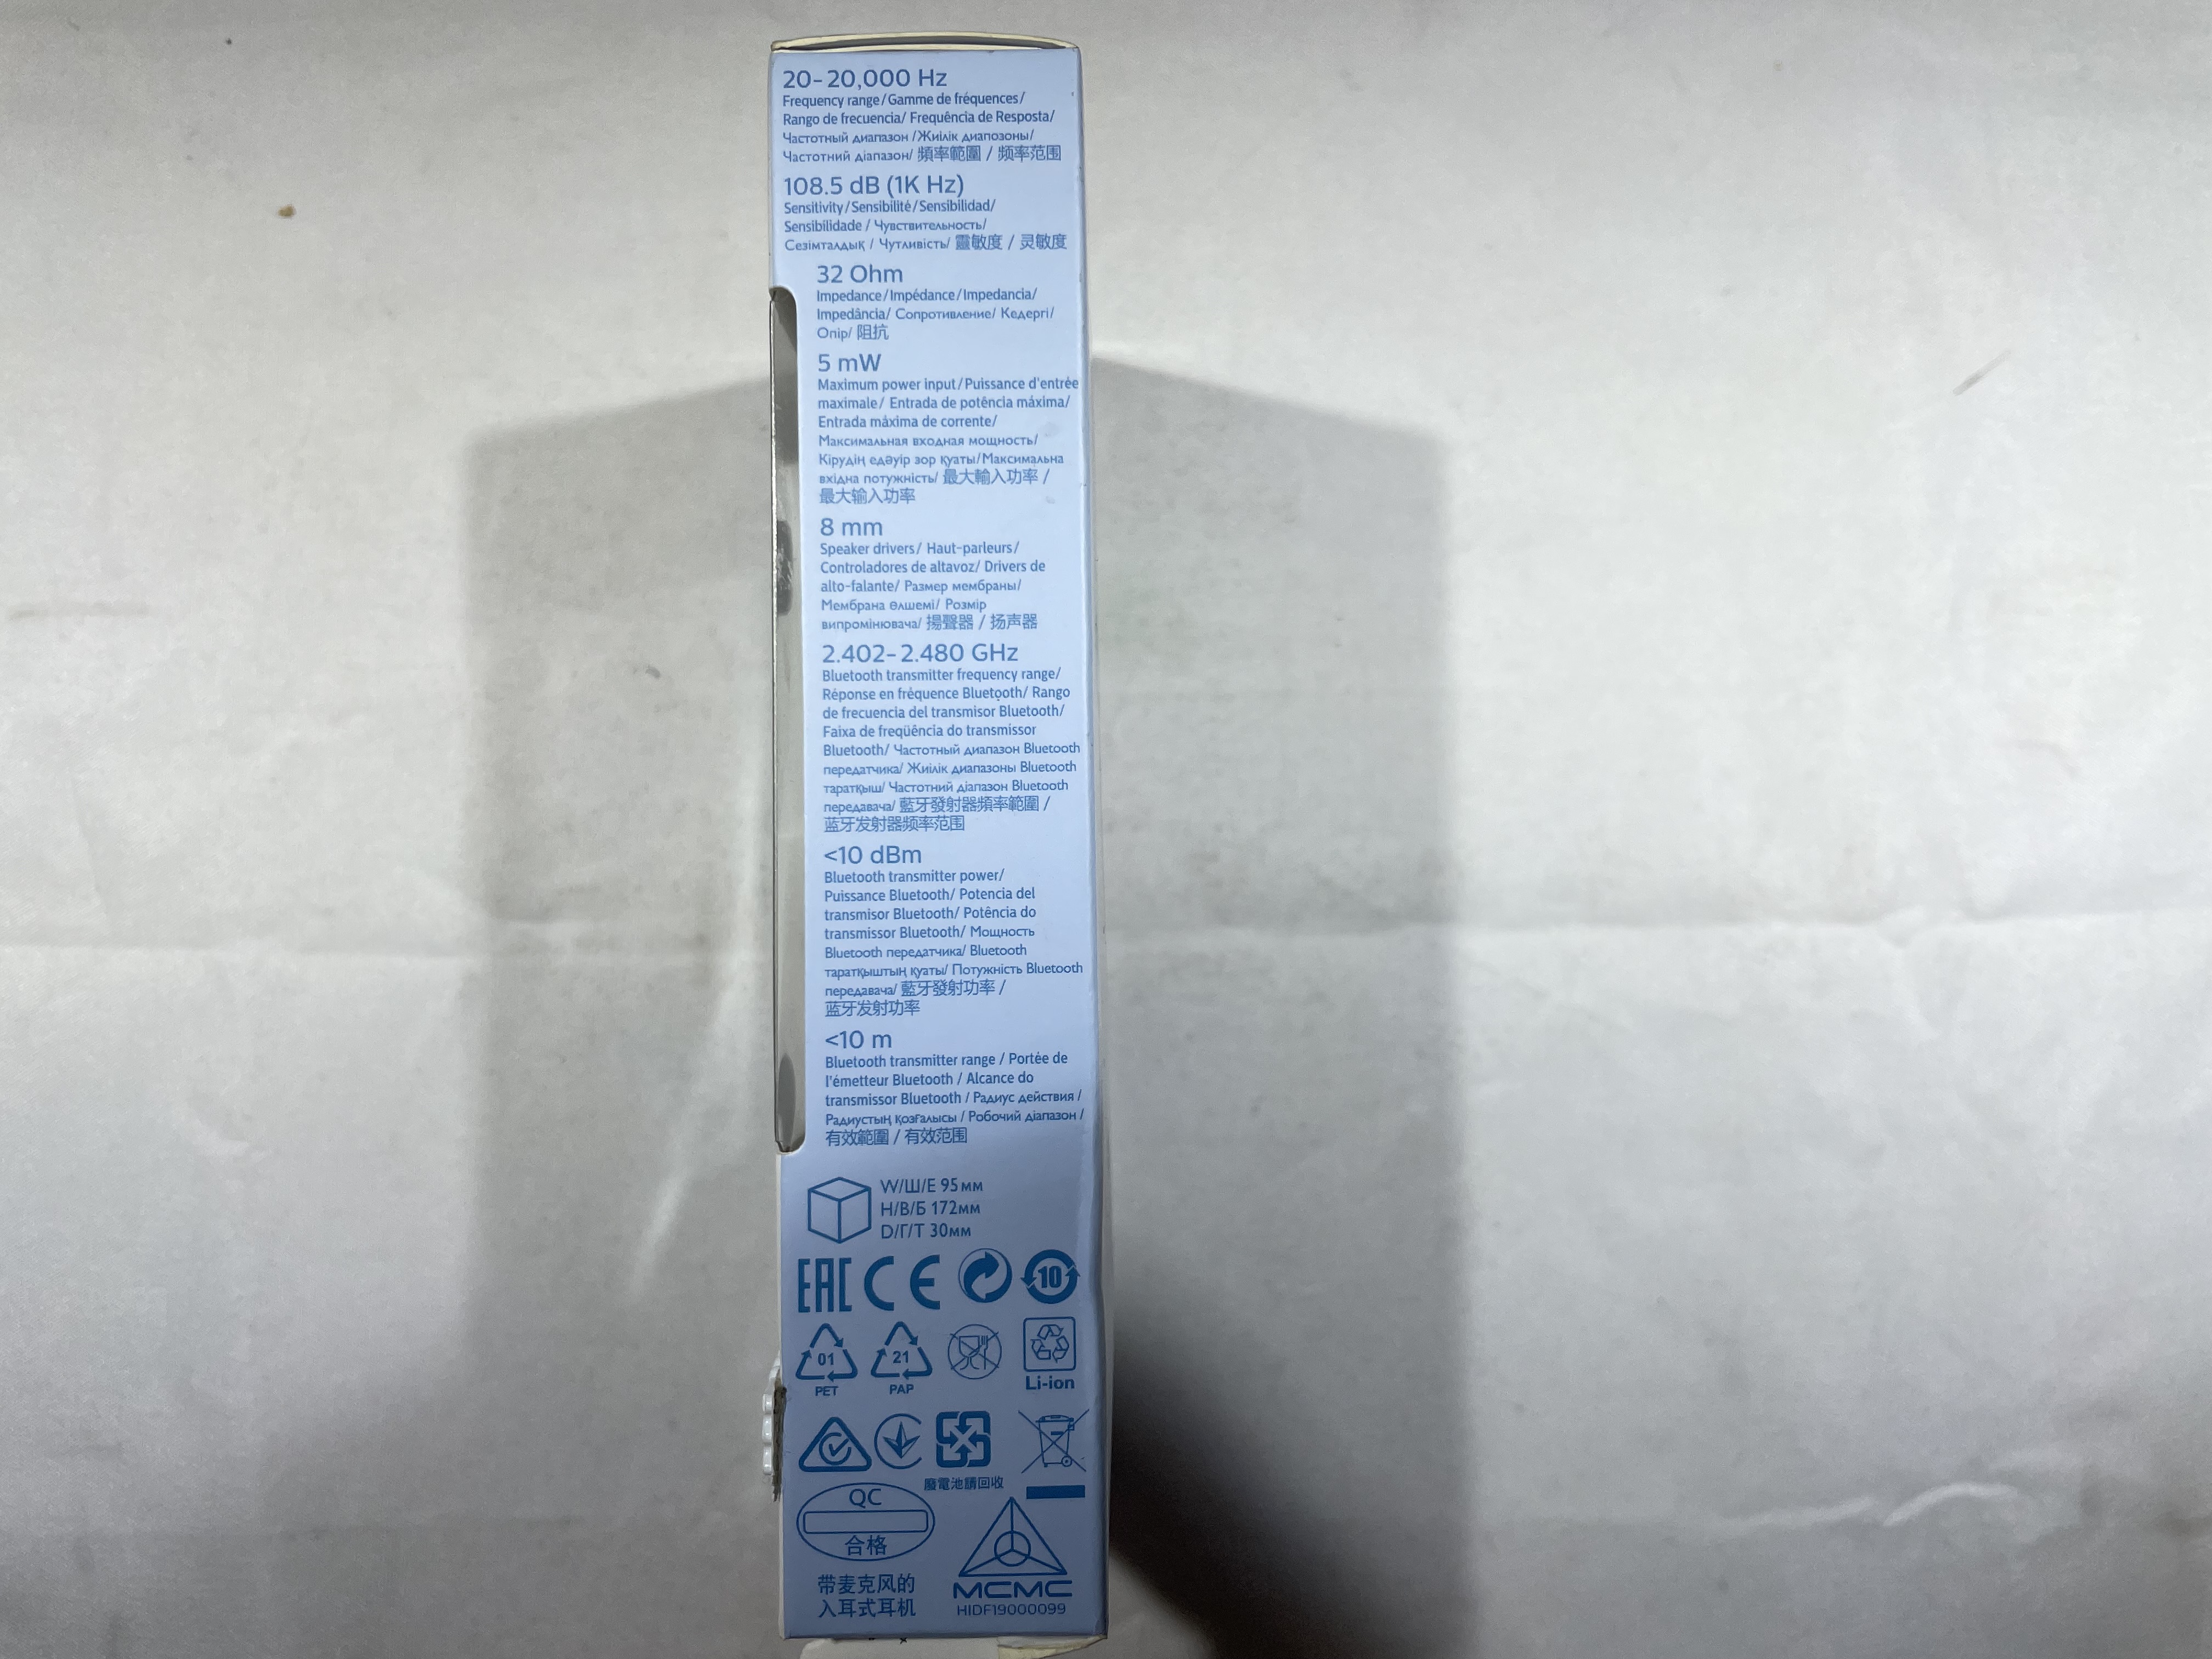 20-20,000 Hz
Frequency range/Gamme de fréquences/
Rango de frecuencia/ Frequência de Resposta/
Частотный диапазон /Жиілік диапозоны/
Частотний діапазон/ 頻率範圍 / 频率范围
108.5 dB (1K Hz)
Sensitivity/Sensibilité/Sensibilidad/
Sensibilidade / Чувствительность/
Сезімталдық / Чутливість/ 靈敏度 / 灵敏度
32 Ohm
Impedance/Impédance/Impedancia/
Impedância/ Сопротивление/ Кедергі/
Опір/ 阻抗
5 mW
Maximum power input/Puissance d'entrée
maximale/ Entrada de potência máxima/
Entrada máxima de corrente/
Максимальная входная мощность/
Кірудің едәуір зор қуаты/Максимальна
вхідна потужність/ 最大輸入功率 /
最大输入功率
8 mm
Speaker drivers/ Haut-parleurs/
Controladores de altavoz/ Drivers de
alto-falante/ Размер мембраны/
Мембрана өлшемі/ Розмір
випромінювача/ 揚聲器 / 扬声器
2.402-2.480 GHz
Bluetooth transmitter frequency range/
Réponse en fréquence Bluetooth/ Rango
de frecuencia del transmisor Bluetooth/
Faixa de freqüência do transmissor
Bluetooth/ Частотный диапазон Bluetooth
передатчика/ Жиілік диапазоны Bluetooth
таратқыш/ Частотний діапазон Bluetooth
передавача/ 藍牙發射器頻率範圍 /
蓝牙发射器频率范围
<10 dBm
Bluetooth transmitter power/
Puissance Bluetooth/ Potencia del
transmisor Bluetooth/ Potência do
transmissor Bluetooth/ Мощность
Bluetooth передатчика/ Bluetooth
таратқыштың қуаты/ Потужність Bluetooth
передавача/ 藍牙發射功率 /
蓝牙发射功率
<10 m
Bluetooth transmitter range / Portée de
l'émetteur Bluetooth / Alcance do
transmissor Bluetooth / Радиус действия /
Радиустың қозғалысы / Робочий діапазон /
有效範圍 / 有效范围
W/Ш/Е 95мм
H/В/Б 172мм
D/Г/Т 30мм
EAC CE 10
01 21
PET PAP Li-ion
廢電池請回收
QC
合格
带麦克风的
入耳式耳机
MCMC
HIDF19000099